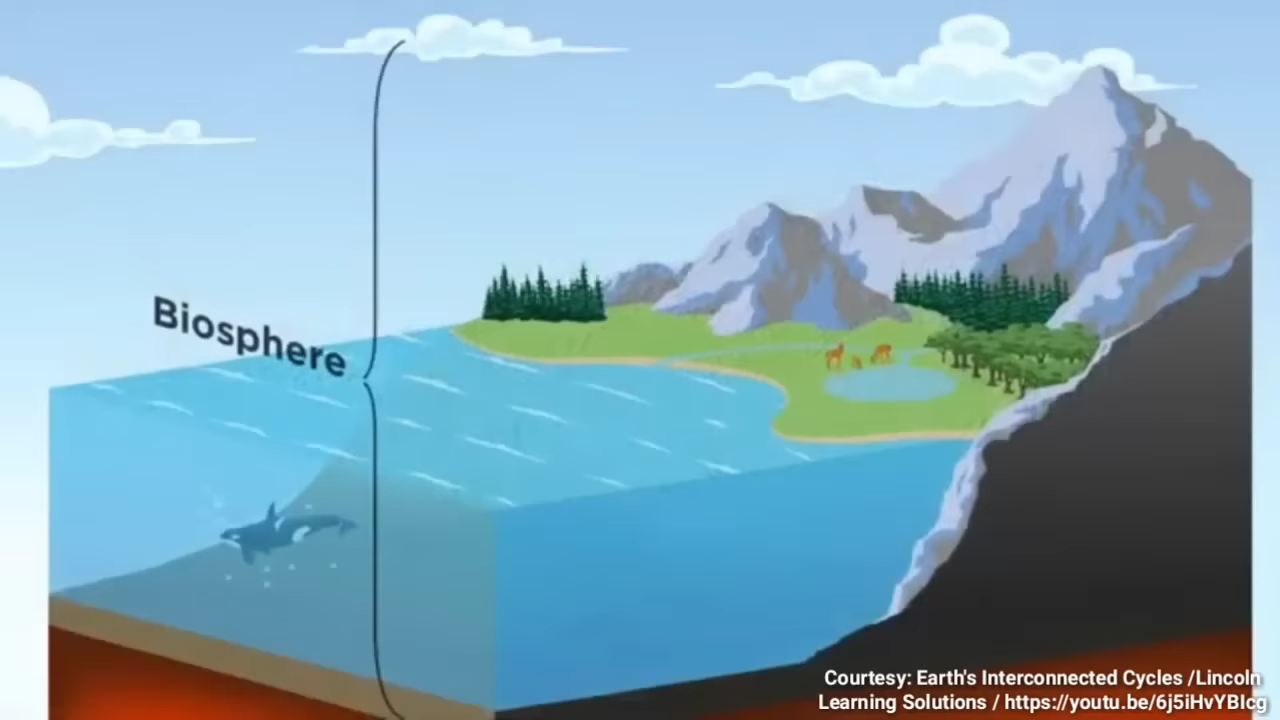 Biosphere
Courtesy: Earth's Interconnected Cycles /Lincoln
Learning Solutions / https://youtu.be/6j5iHvYBIcg